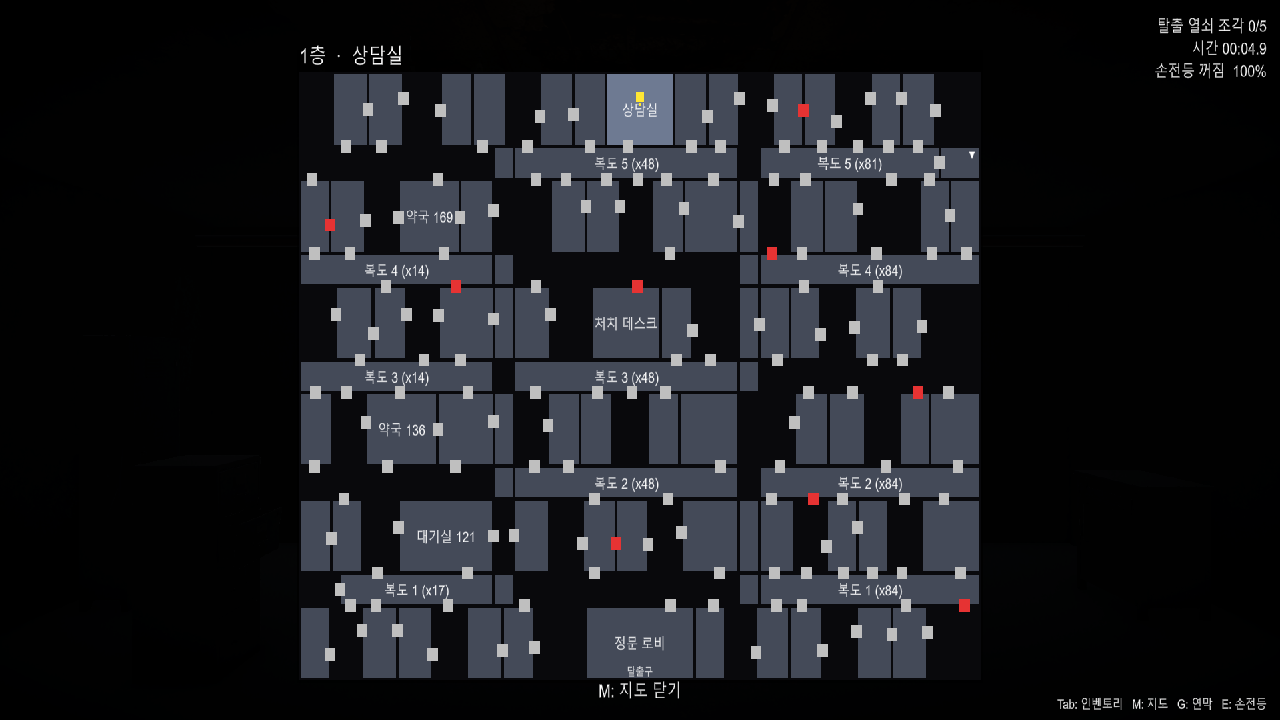 탈출 열쇠 조각 0/5
시간 00:04.9
손전등 꺼짐 100%
1층 · 상담실
상담실
복도 5 (x48)
복도 5 (x81)
약국 169
복도 4 (x14)
복도 4 (x84)
처치 데스크
복도 3 (x14)
복도 3 (x48)
약국 136
복도 2 (x48)
복도 2 (x84)
대기실 121
복도 1 (x17)
복도 1 (x84)
정문 로비
탈출구
M: 지도 닫기
Tab: 인벤토리 M: 지도 G: 연막 E: 손전등